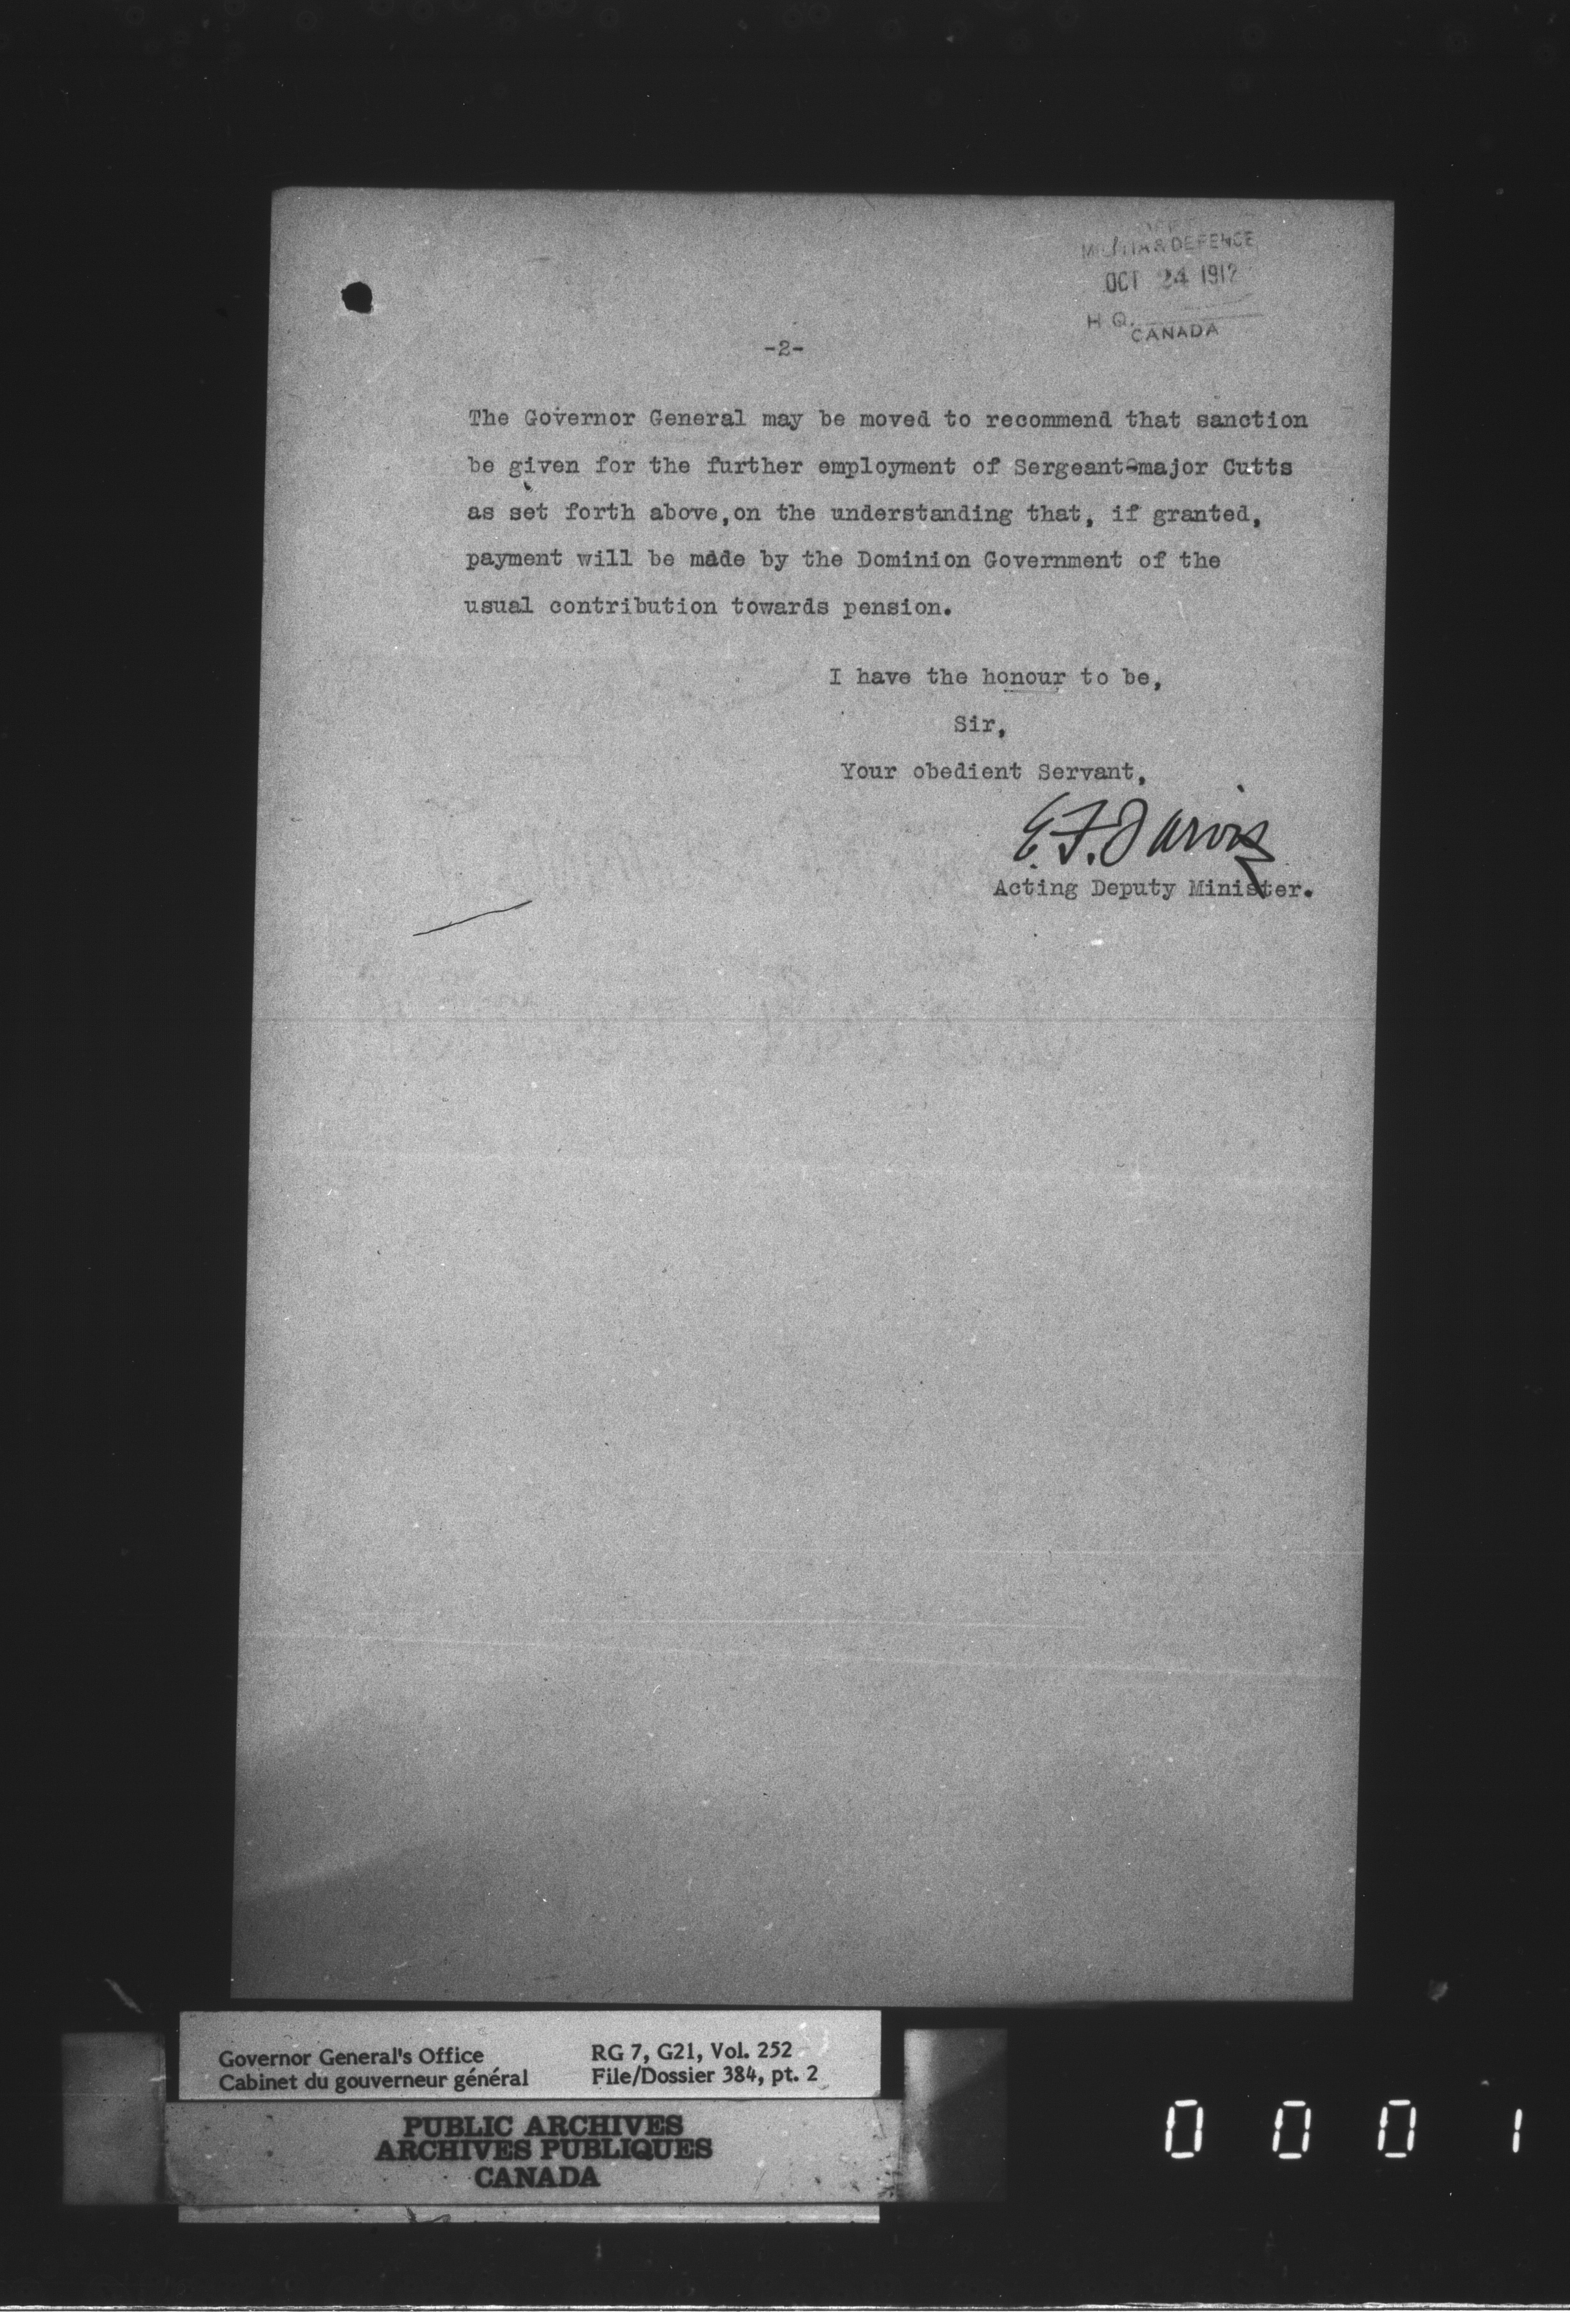 MILITIA & DEFENCE
OCT 24 1912
H Q.
CANADA
-2-
The Governor General may be moved to recommend that sanction
be given for the further employment of Sergeant-major Cutts
as set forth above,on the understanding that, if granted,
payment will be made by the Dominion Government of the
usual contribution towards pension.
I have the honour to be,
Sir,
Your obedient Servant,
E.F. Jarvis
Acting Deputy Minister.
Governor General's Office
Cabinet du gouverneur général
RG 7, G21, Vol. 252
File/Dossier 384, pt. 2
PUBLIC ARCHIVES
ARCHIVES PUBLIQUES
CANADA
0001